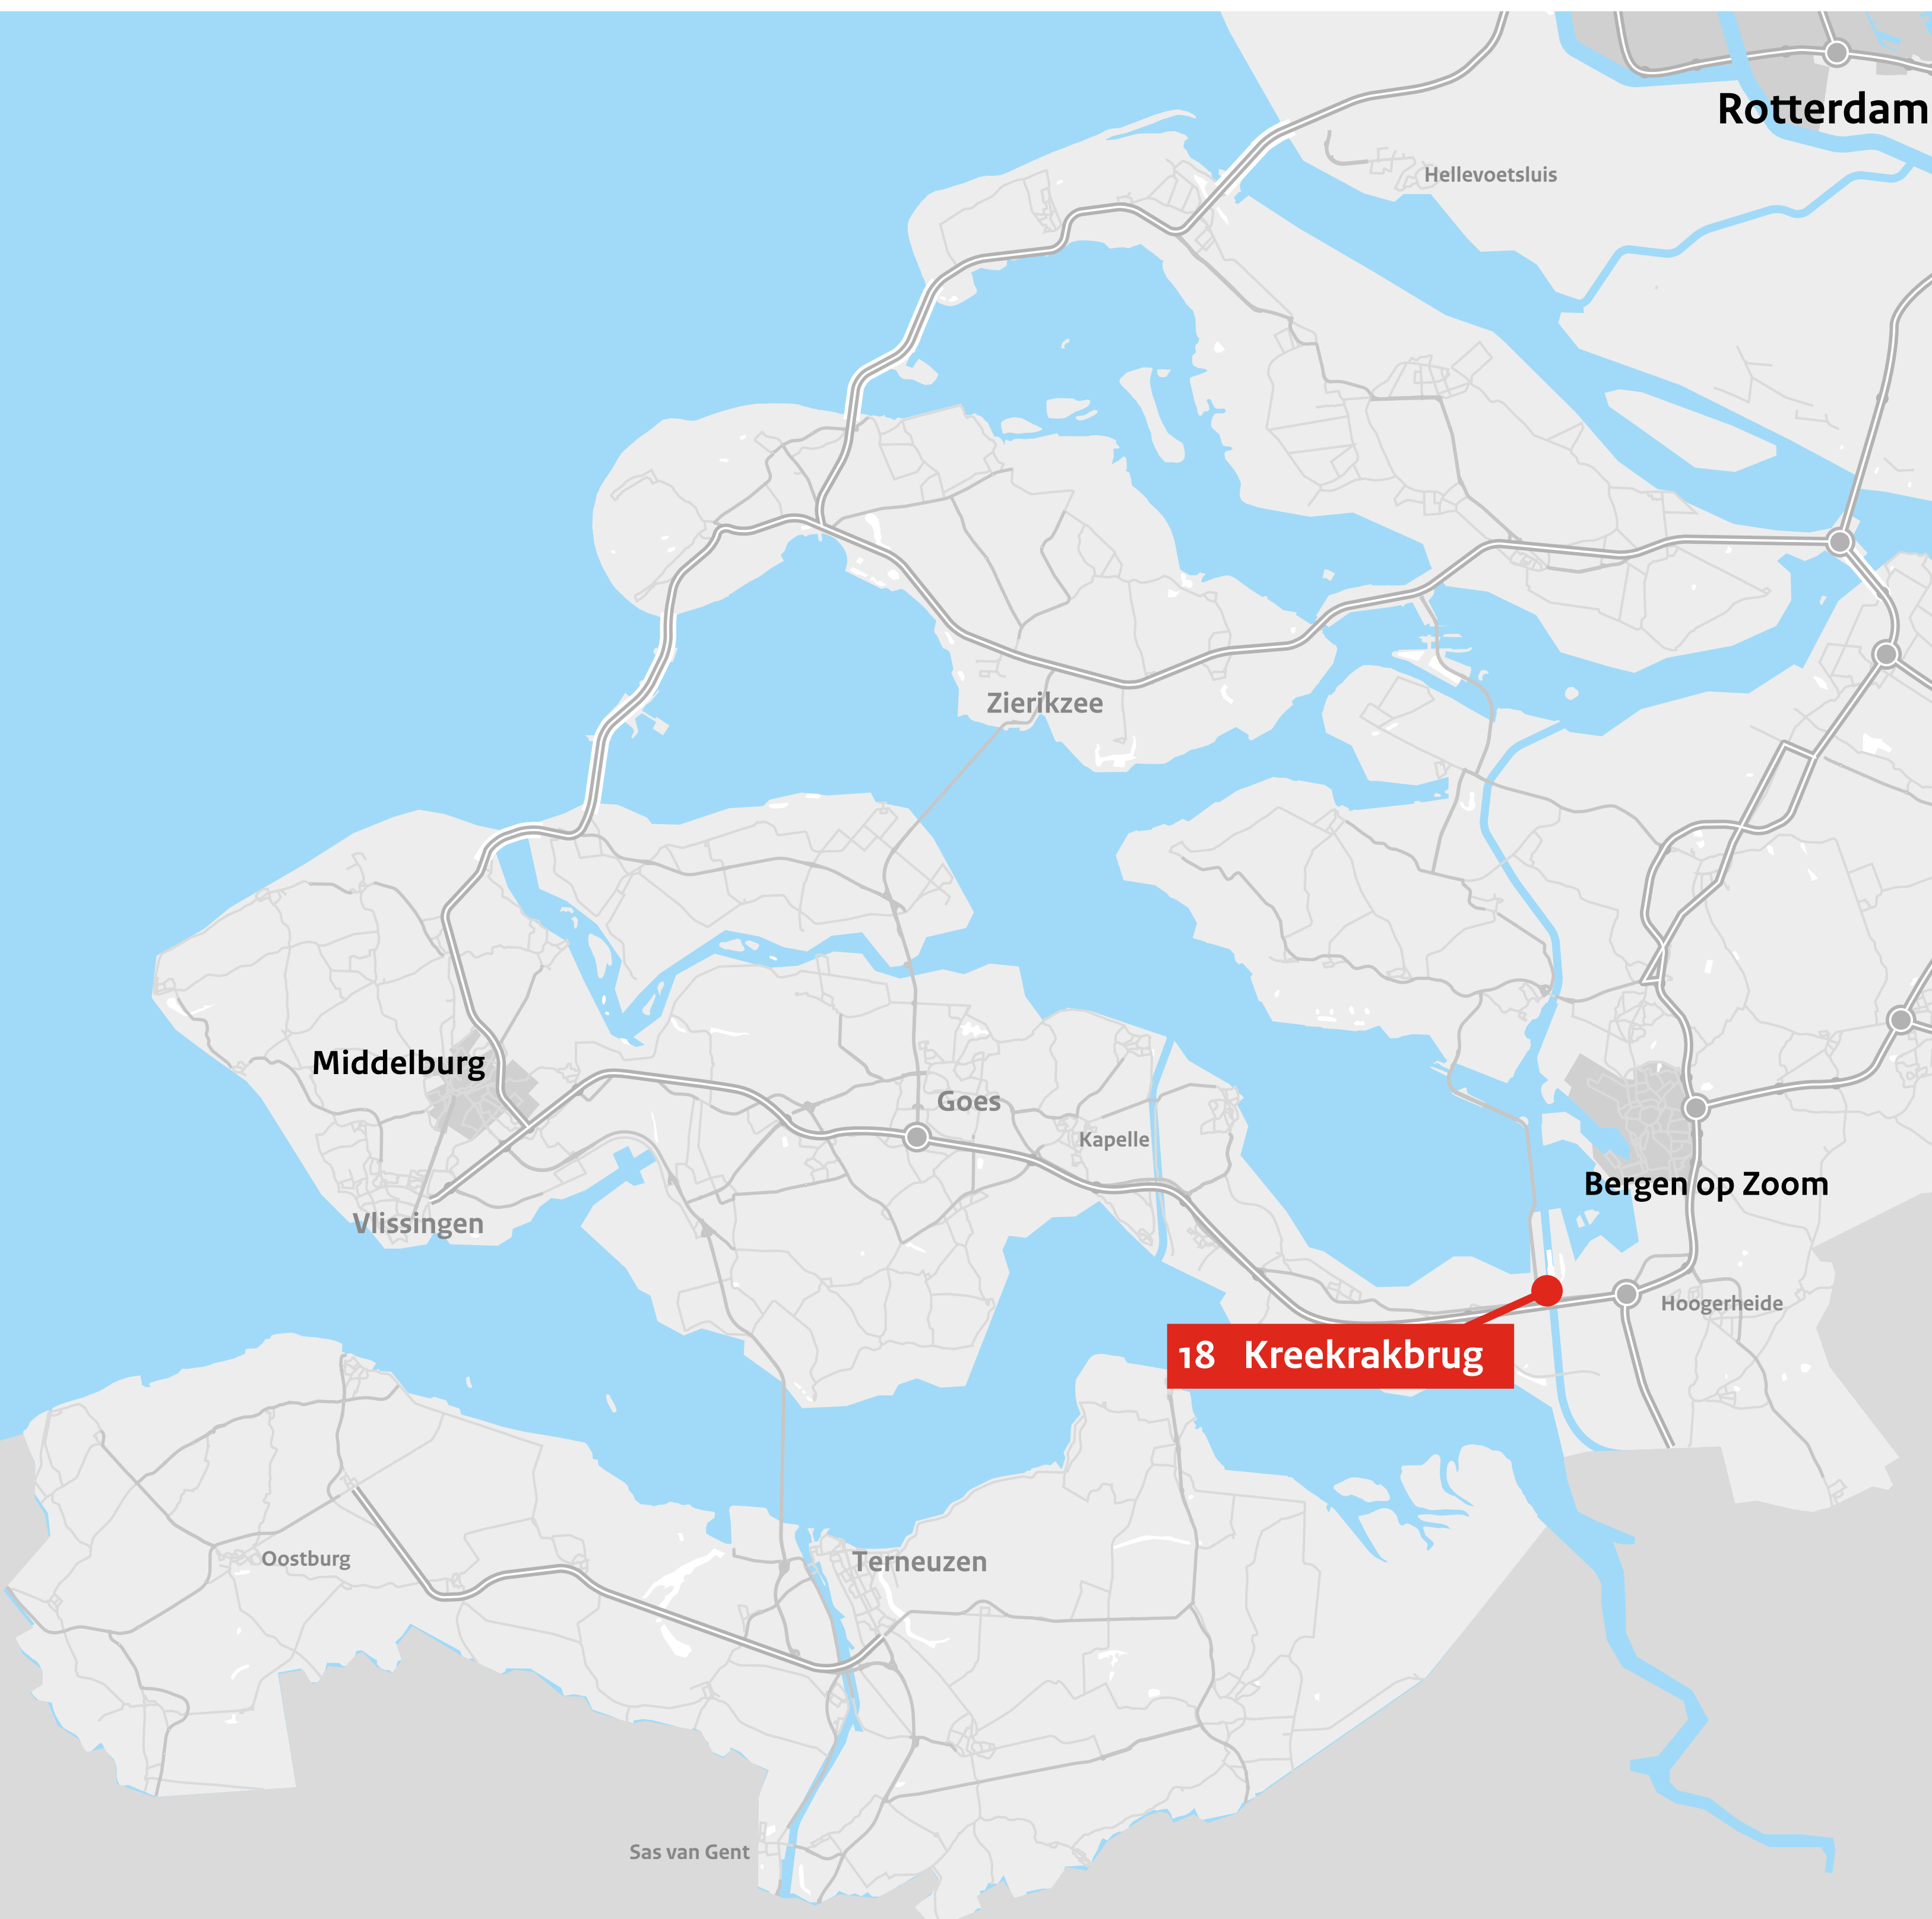 Rotterdam
Hellevoetsluis
Zierikzee
Middelburg
Goes
Kapelle
Bergen op Zoom
Vlissingen
Hoogerheide
18 Kreekrakbrug
Oostburg
Terneuzen
Sas van Gent